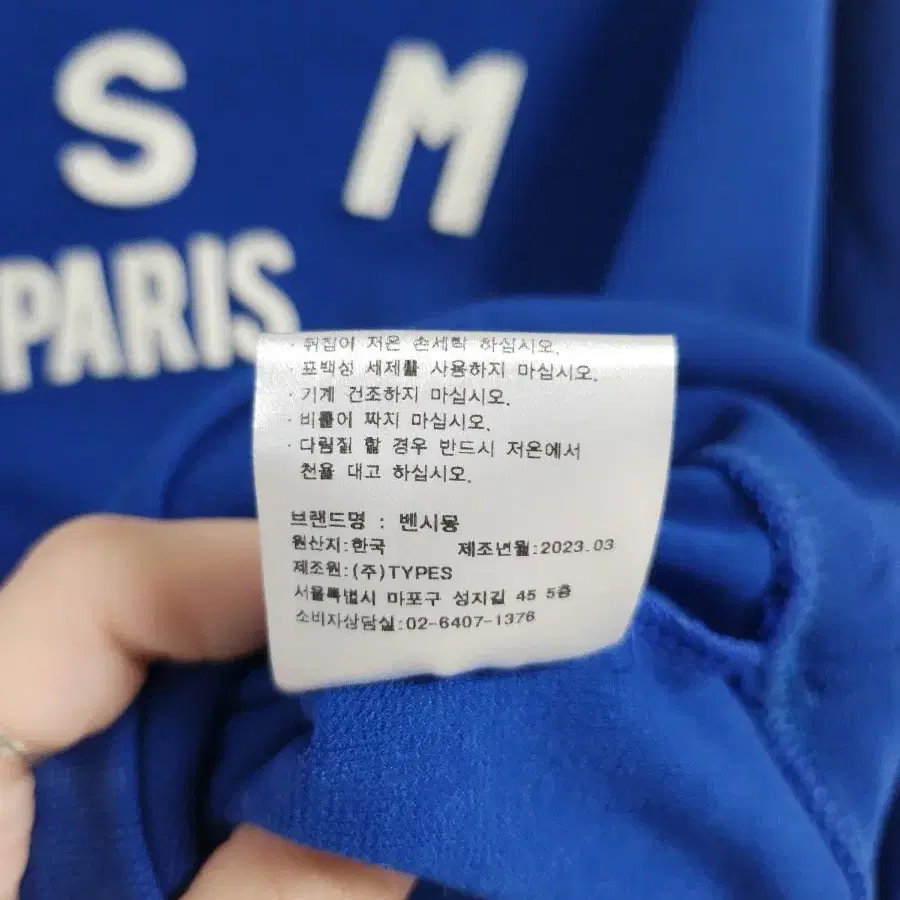 S M
PARIS
· 뒤집어 저온 손세탁 하십시오.
· 표백성 세제를 사용하지 마십시오.
· 기계 건조하지 마십시오.
· 비틀어 짜지 마십시오.
· 다림질 할 경우 반드시 저온에서
천을 대고 하십시오.
브랜드명 : 벤시몽
원산지:한국 제조년월:2023.03
제조원:(주)TYPES
서울특별시 마포구 성지길 45 5층
소비자상담실:02-6407-1376